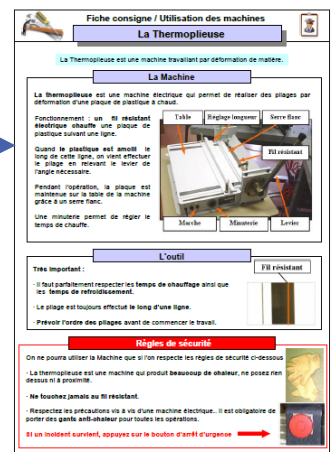 Fiche consigne / Utilisation des machines
La Thermoplieuse
La Thermoplieuse est une machine travaillant par déformation de matière.
La Machine
La thermoplieuse est une machine électrique qui permet de réaliser des pliages par
déformation d'une plaque de plastique à chaud.
Fonctionnement : un fil résistant
électrique chauffe une plaque de
plastique suivant une ligne.
Quand le plastique est amolli le
long de cette ligne, on vient effectuer
le pliage en relevant le levier de
l'angle nécessaire.
Pendant l'opération, la plaque est
maintenue sur la table de la machine
grâce à un serre flanc.
Une minuterie permet de régler le
temps de chauffe.
Table
Réglage longueur
Serre flanc
Fil résistant
Marche
Minuterie
Levier
L'outil
Très important :
- Il faut parfaitement respecter les temps de chauffage ainsi que
les temps de refroidissement.
- Le pliage est toujours effectué le long d'une ligne.
- Prévoir l'ordre des pliages avant de commencer le travail.
Fil résistant
Règles de sécurité
On ne pourra utiliser la Machine que si l'on respecte les règles de sécurité ci-dessous
- La thermoplieuse est une machine qui produit beaucoup de chaleur, ne posez rien
dessus ni à proximité.
- Ne touchez jamais au fil résistant.
- Respectez les précautions vis à vis d'une machine électrique.. Il est obligatoire de
porter des gants anti-chaleur pour toutes les opérations.
Si un incident survient, appuyez sur le bouton d'arrêt d'urgence